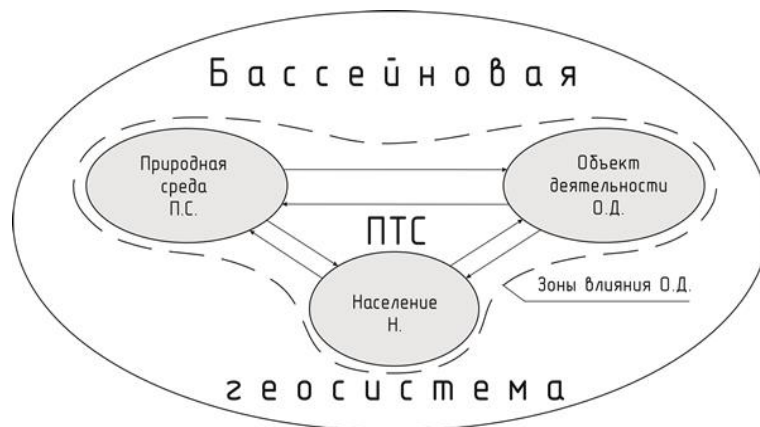 Бассейновая
Природная
среда
П.С.
Объект
деятельности
О.Д.
ПТС
Население
Н.
Зоны влияния О.Д.
геосистема